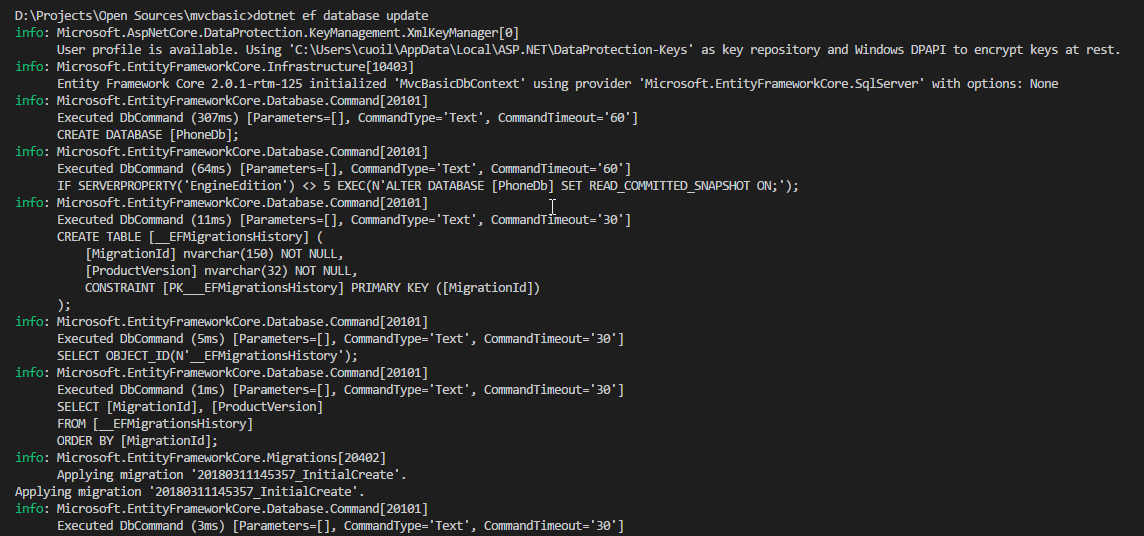 D:\Projects\Open Sources\mvcbasic>dotnet ef database update
info: Microsoft.AspNetCore.DataProtection.KeyManagement.XmlKeyManager[0]
User profile is available. Using 'C:\Users\cuoil\AppData\Local\ASP.NET\DataProtection-Keys' as key repository and Windows DPAPI to encrypt keys at rest.
info: Microsoft.EntityFrameworkCore.Infrastructure[10403]
Entity Framework Core 2.0.1-rtm-125 initialized 'MvcBasicDbContext' using provider 'Microsoft.EntityFrameworkCore.SqlServer' with options: None
info: Microsoft.EntityFrameworkCore.Database.Command[20101]
Executed DbCommand (307ms) [Parameters=[], CommandType='Text', CommandTimeout='60']
CREATE DATABASE [PhoneDb];
info: Microsoft.EntityFrameworkCore.Database.Command[20101]
Executed DbCommand (64ms) [Parameters=[], CommandType='Text', CommandTimeout='60']
IF SERVERPROPERTY('EngineEdition') <> 5 EXEC(N'ALTER DATABASE [PhoneDb] SET READ_COMMITTED_SNAPSHOT ON;');
info: Microsoft.EntityFrameworkCore.Database.Command[20101]
Executed DbCommand (11ms) [Parameters=[], CommandType='Text', CommandTimeout='30']
CREATE TABLE [__EFMigrationsHistory] (
[MigrationId] nvarchar(150) NOT NULL,
[ProductVersion] nvarchar(32) NOT NULL,
CONSTRAINT [PK___EFMigrationsHistory] PRIMARY KEY ([MigrationId])
);
info: Microsoft.EntityFrameworkCore.Database.Command[20101]
Executed DbCommand (5ms) [Parameters=[], CommandType='Text', CommandTimeout='30']
SELECT OBJECT_ID(N'__EFMigrationsHistory');
info: Microsoft.EntityFrameworkCore.Database.Command[20101]
Executed DbCommand (1ms) [Parameters=[], CommandType='Text', CommandTimeout='30']
SELECT [MigrationId], [ProductVersion]
FROM [__EFMigrationsHistory]
ORDER BY [MigrationId];
info: Microsoft.EntityFrameworkCore.Migrations[20402]
Applying migration '20180311145357_InitialCreate'.
Applying migration '20180311145357_InitialCreate'.
info: Microsoft.EntityFrameworkCore.Database.Command[20101]
Executed DbCommand (3ms) [Parameters=[], CommandType='Text', CommandTimeout='30']